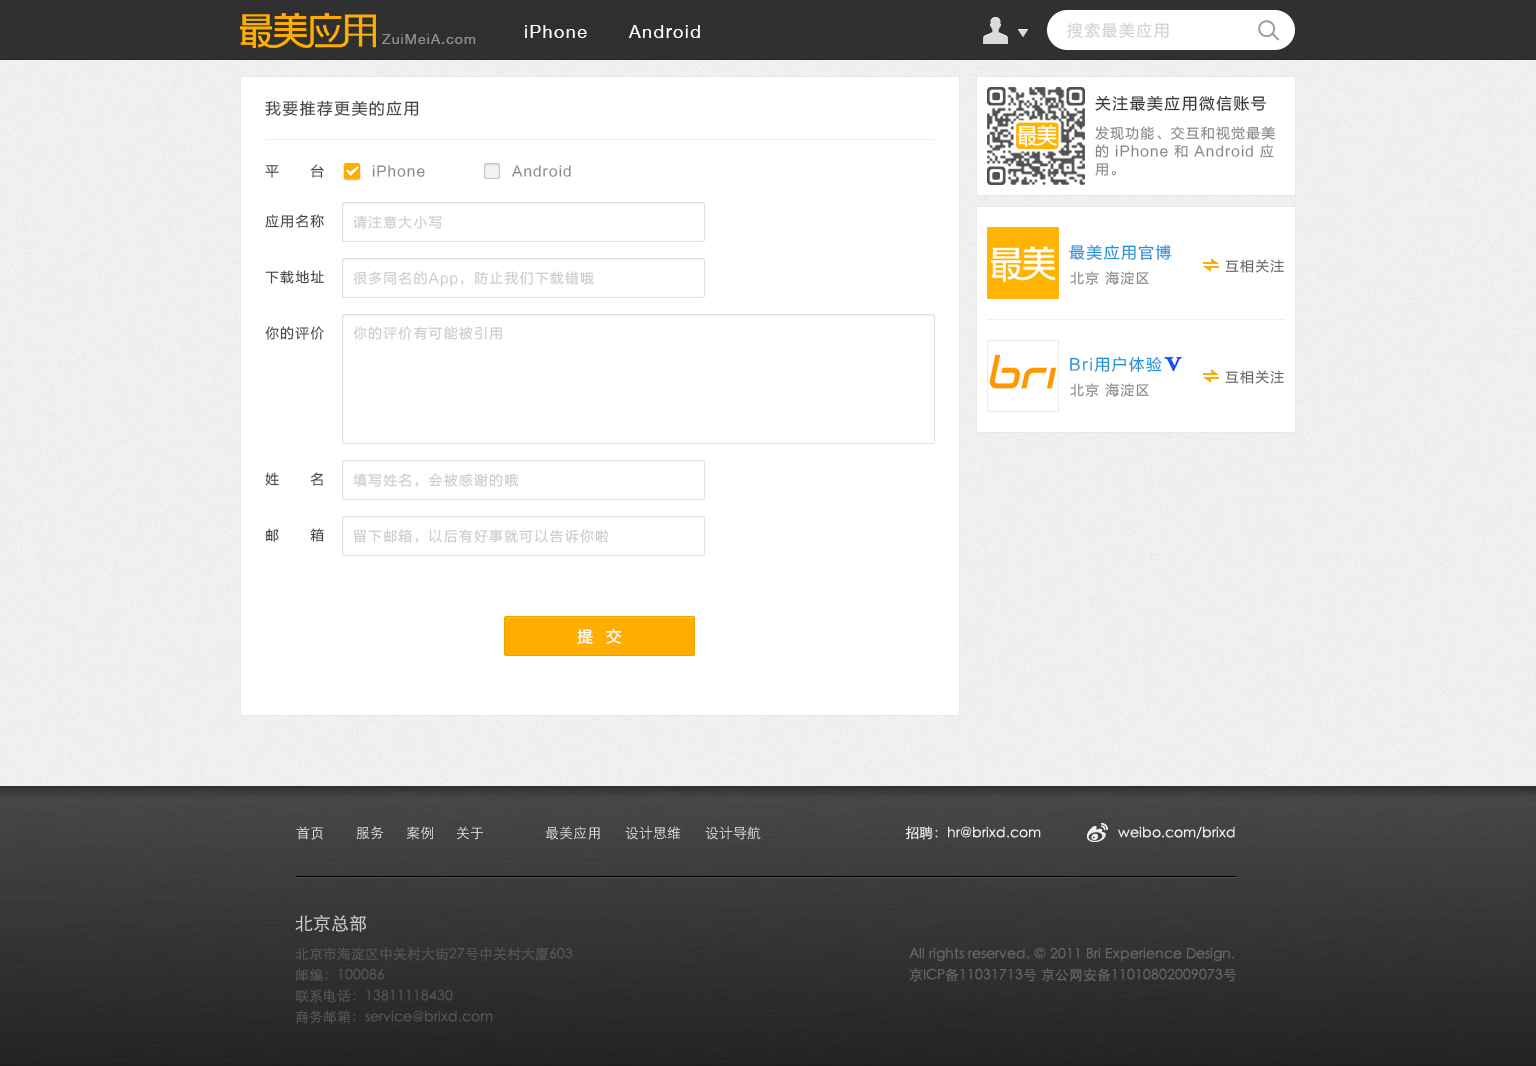 最美应用 ZuiMeiA.com iPhone Android 搜索最美应用
我要推荐更美的应用
平 台 iPhone Android
应用名称 请注意大小写
下载地址 很多同名的App，防止我们下载错哦
你的评价 你的评价有可能被引用
姓 名 填写姓名，会被感谢的哦
邮 箱 留下邮箱，以后有好事就可以告诉你啦
提 交
最美
关注最美应用微信账号
发现功能、交互和视觉最美
的 iPhone 和 Android 应
用。
最美
最美应用官博
北京 海淀区
互相关注
bri
Bri用户体验V
北京 海淀区
互相关注
首页 服务 案例 关于 最美应用 设计思维 设计导航 招聘：hr@brixd.com weibo.com/brixd
北京总部
北京市海淀区中关村大街27号中关村大厦603
邮编：100086
联系电话：13811118430
商务邮箱：service@brixd.com
All rights reserved. © 2011 Bri Experience Design.
京ICP备11031713号 京公网安备11010802009073号